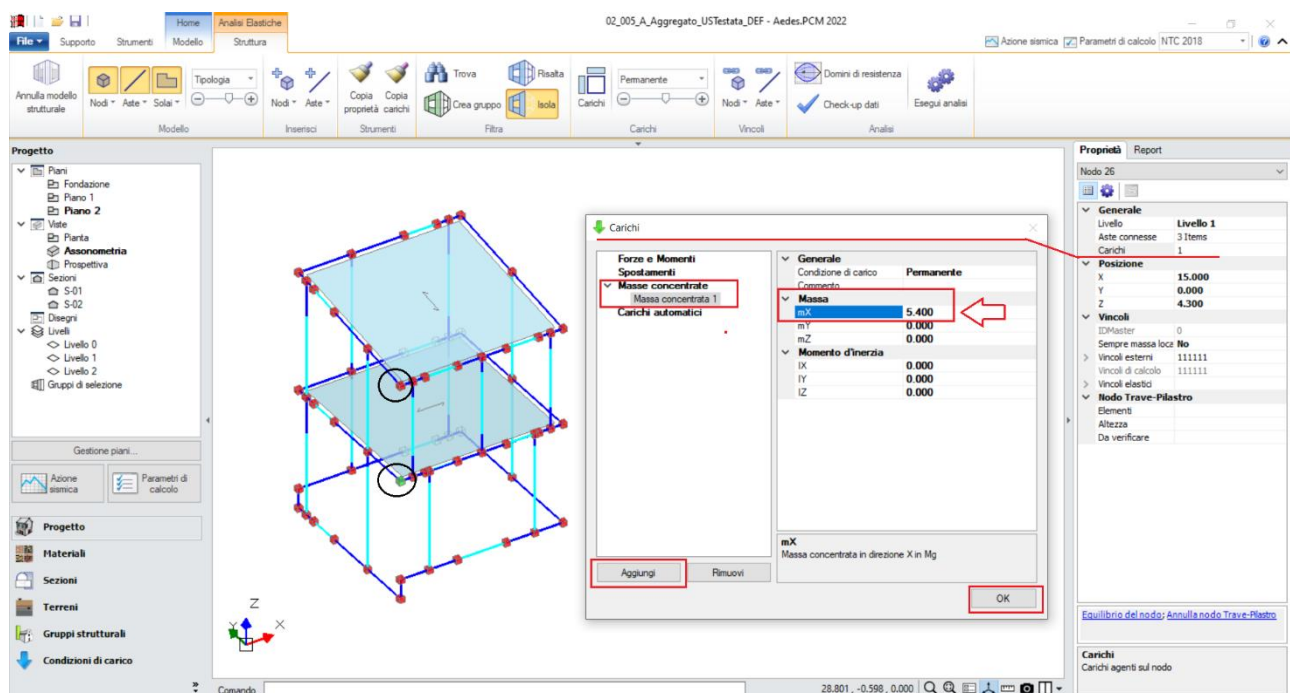 02_005_A_Aggregato_USTestata_DEF - Aedes.PCM 2022
Home
Analisi Elastiche
File
Supporto
Strumenti
Modello
Struttura
Azione sismica
Parametri di calcolo
NTC 2018
Annulla modello
strutturale
Nodi
Aste
Solai
Tipologia
Modello
Nodi
Aste
Inserisci
Copia
proprietà
Copia
carichi
Strumenti
Trova
Crea gruppo
Risalta
Isola
Filtra
Carichi
Permanente
Carichi
Nodi
Aste
Vincoli
Domini di resistenza
Check-up dati
Esegui analisi
Analisi
Progetto
Piani
Fondazione
Piano 1
Piano 2
Viste
Pianta
Assonometria
Prospettiva
Sezioni
S-01
S-02
Disegni
Livelli
Livello 0
Livello 1
Livello 2
Gruppi di selezione
Gestione piani...
Azione
sismica
Parametri di
calcolo
Progetto
Materiali
Sezioni
Terreni
Gruppi strutturali
Condizioni di carico
Z
Y
X
Carichi
Forze e Momenti
Spostamenti
Masse concentrate
Massa concentrata 1
Carichi automatici
Generale
Condizione di carico Permanente
Commento
Massa
mX 5.400
mY 0.000
mZ 0.000
Momento d'inerzia
IX 0.000
IY 0.000
IZ 0.000
mX
Massa concentrata in direzione X in Mg
Aggiungi
Rimuovi
OK
Comando
28.801 , -0.598 , 0.000
Proprietà
Report
Nodo 26
Generale
Livello Livello 1
Aste connesse 3 Items
Carichi 1
Posizione
X 15.000
Y 0.000
Z 4.300
Vincoli
IDMaster 0
Sempre massa loca No
Vincoli esterni 111111
Vincoli di calcolo 111111
Vincoli elastici
Nodo Trave-Pilastro
Elementi
Altezza
Da verificare
Equilibrio del nodo; Annulla nodo Trave-Pilastro
Carichi
Carichi agenti sul nodo